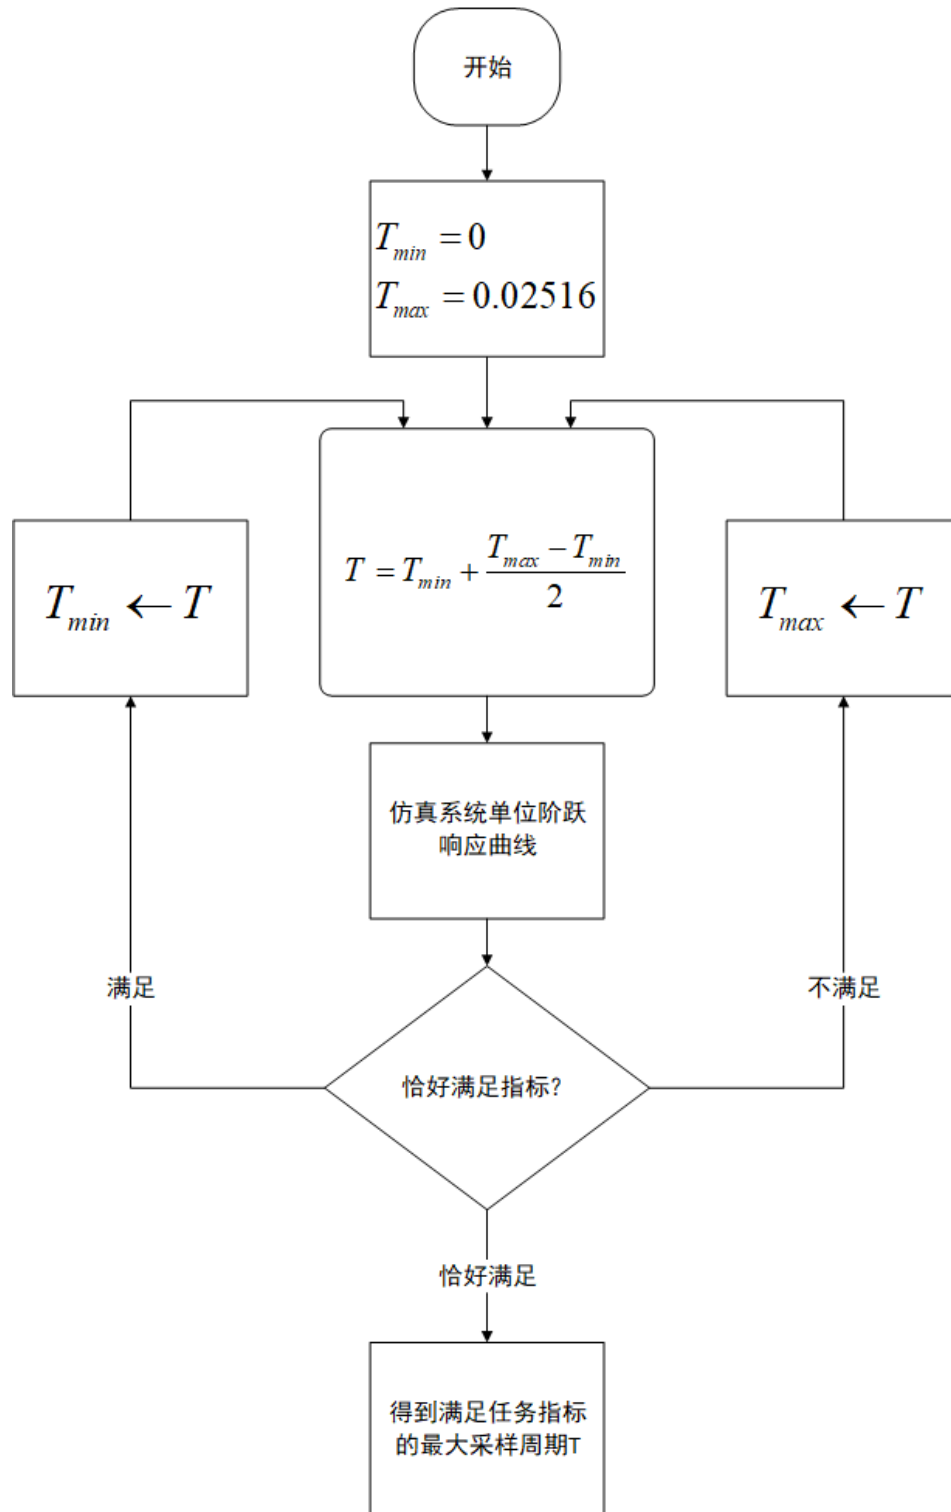 开始
T_min = 0
T_max = 0.02516
T = T_min + (T_max − T_min) / 2
T_min ← T
T_max ← T
仿真系统单位阶跃
响应曲线
满足
不满足
恰好满足指标?
恰好满足
得到满足任务指标
的最大采样周期T